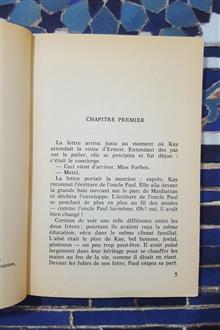 CHAPITRE PREMIER
La lettre arriva juste au moment où Kay
attendait la visite d'Ernest. Entendant des pas
sur le palier, elle se précipita et fut déçue :
c'était le concierge.
— Ceci vient d'arriver, Miss Forbes.
— Merci.
La lettre portait la mention : exprès. Kay
reconnut l'écriture de l'oncle Paul. Elle alla devant
la grande baie ouvrant sur le parc de Manhattan
et décacheta l'enveloppe. L'écriture de l'oncle Paul
se penchait de plus en plus au fil des années
— comme l'oncle Paul lui-même. Oh ! oui, il avait
bien changé !
Curieux de voir une telle différence entre deux
frères ; ils avaient pourtant reçu la même
éducation, vécu dans le même climat familial.
L'aîné était le père de Kay, bel homme, jovial,
généreux — un peu trop peut-être. Il avait puisé
largement dans leur héritage pour se chauffer les
mains au feu de la vie, comme il disait en riant.
Devant les folies de son frère, Paul exigea sa part.
5